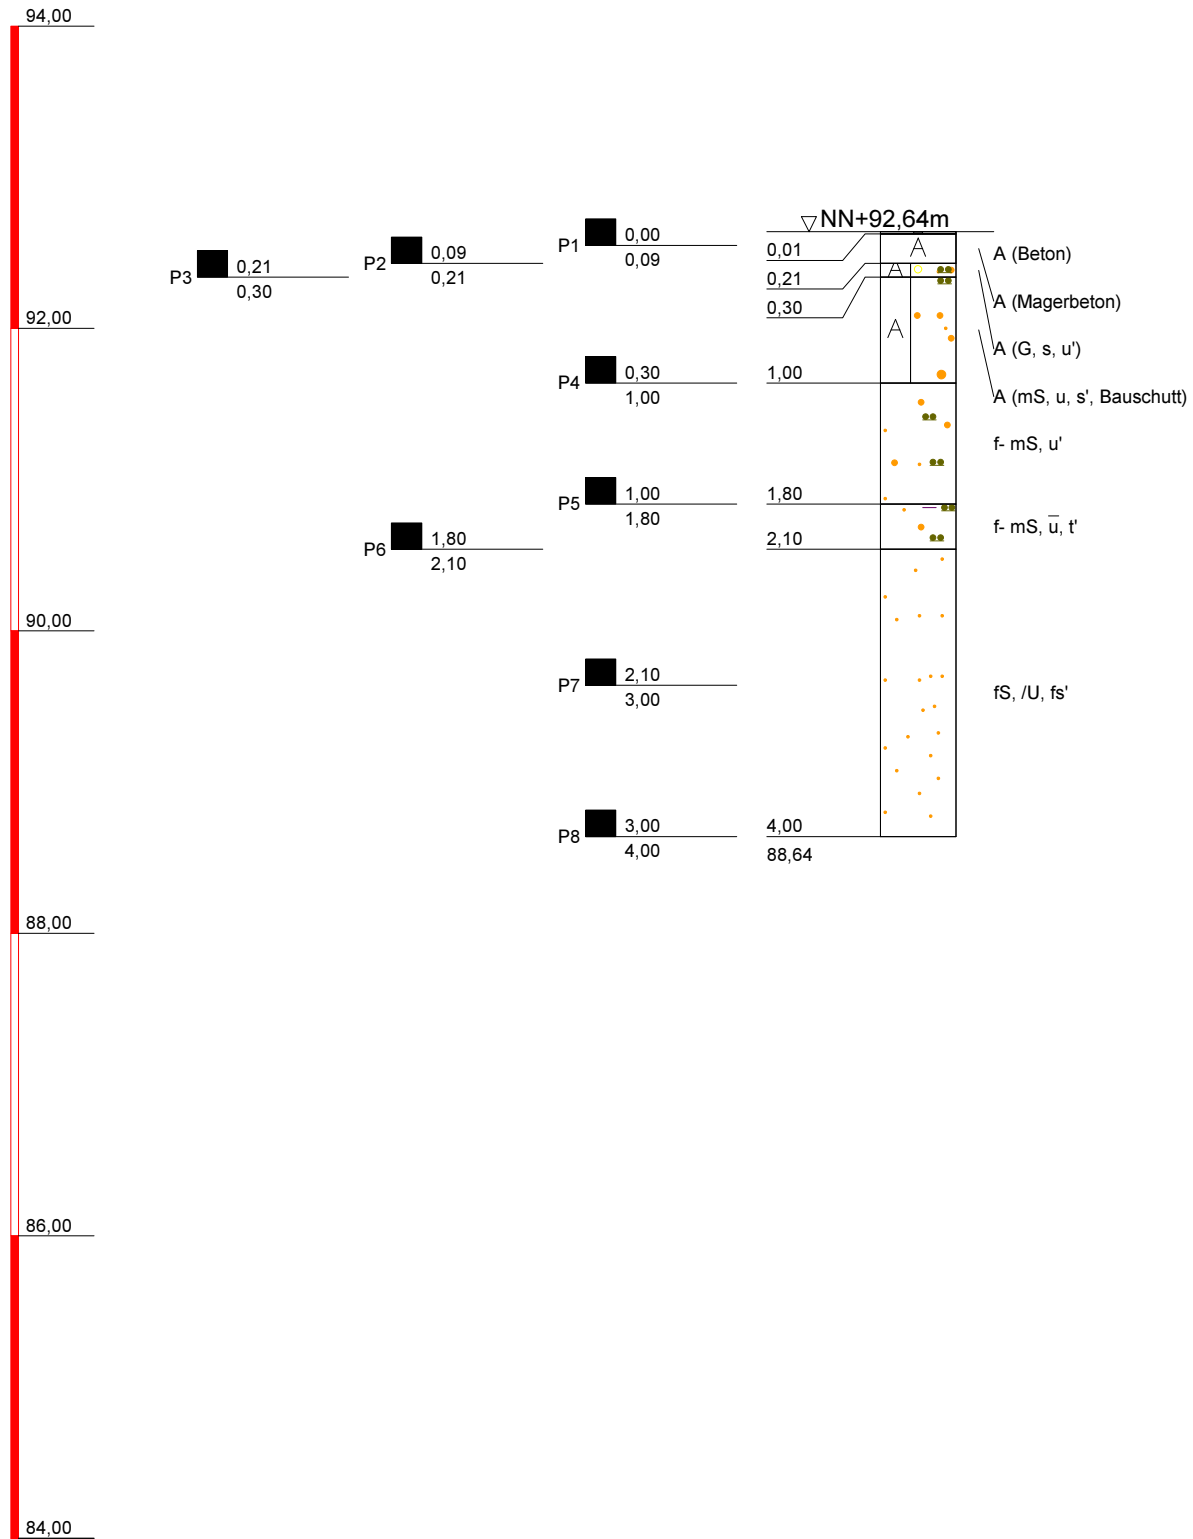 94,00
NN+92,64m
P1 0,00
0,09
0,01
A
A (Beton)
P2 0,09
0,21
P3 0,21
0,30
0,21
A
A (Magerbeton)
0,30
92,00
A
A (G, s, u')
P4 0,30
1,00
1,00
A (mS, u, s', Bauschutt)
f- mS, u'
P5 1,00
1,80
1,80
f- mS, u̅, t'
P6 1,80
2,10
2,10
90,00
P7 2,10
3,00
fS, /U, fs'
P8 3,00
4,00
4,00
88,64
88,00
86,00
84,00